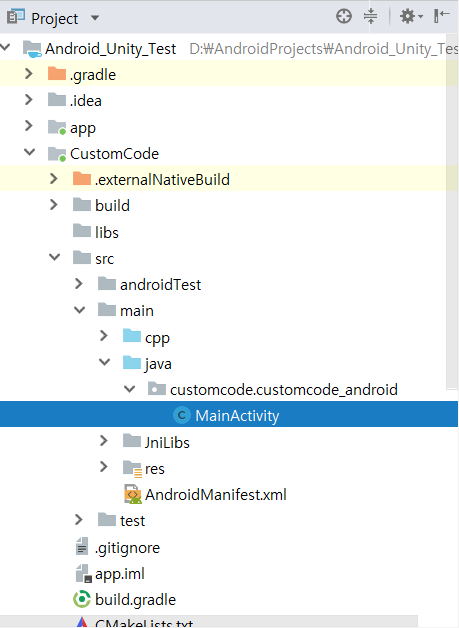 Project
Android_Unity_Test D:₩AndroidProjects₩Android_Unity_Tes
.gradle
.idea
app
CustomCode
.externalNativeBuild
build
libs
src
androidTest
main
cpp
java
customcode.customcode_android
C MainActivity
JniLibs
res
AndroidManifest.xml
test
.gitignore
app.iml
build.gradle
CMakeLists.txt